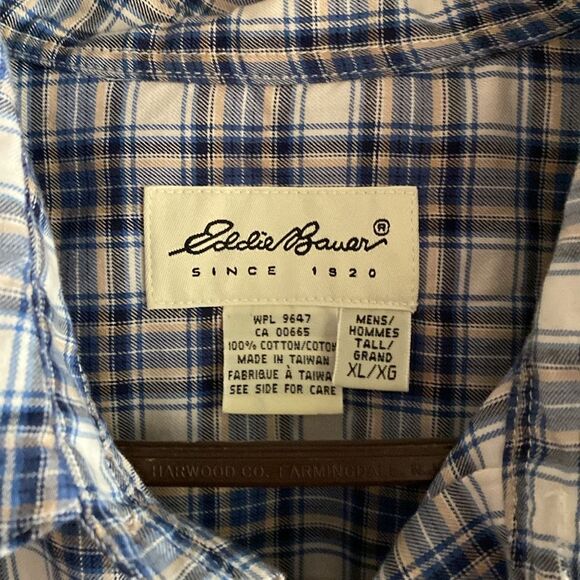 Eddie Bauer®
SINCE 1920
WPL 9647
CA 00665
100% COTTON/COTON
MADE IN TAIWAN
FABRIQUÉ À TAIWA
SEE SIDE FOR CARE
MENS/
HOMMES
TALL/
GRAND
XL/XG
HARWOOD CO. FARMINGDALE